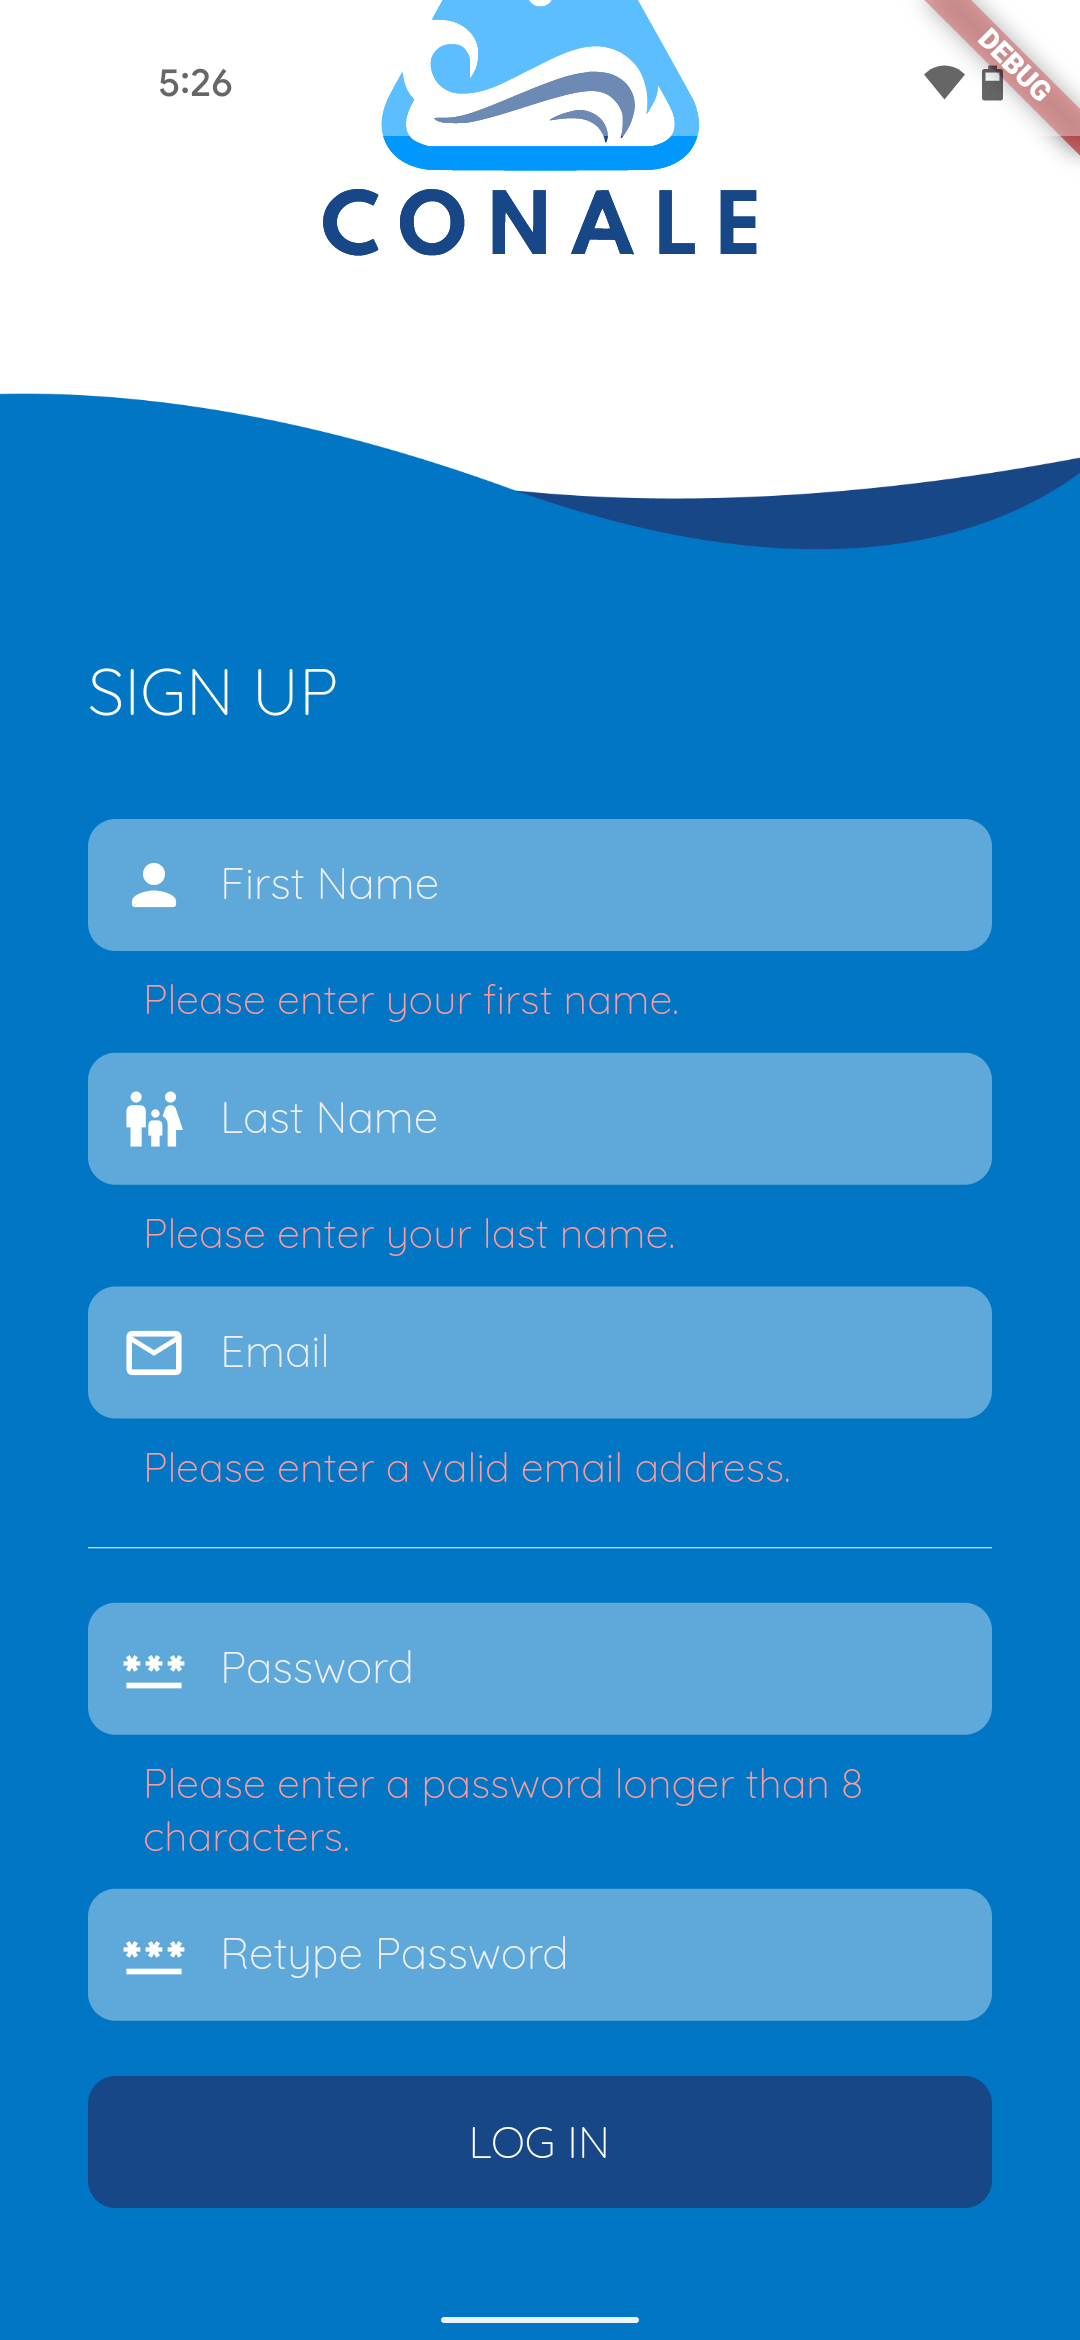 5:26
DEBUG
CONALE
SIGN UP
First Name
Please enter your first name.
Last Name
Please enter your last name.
Email
Please enter a valid email address.
*** Password
Please enter a password longer than 8
characters.
*** Retype Password
LOG IN